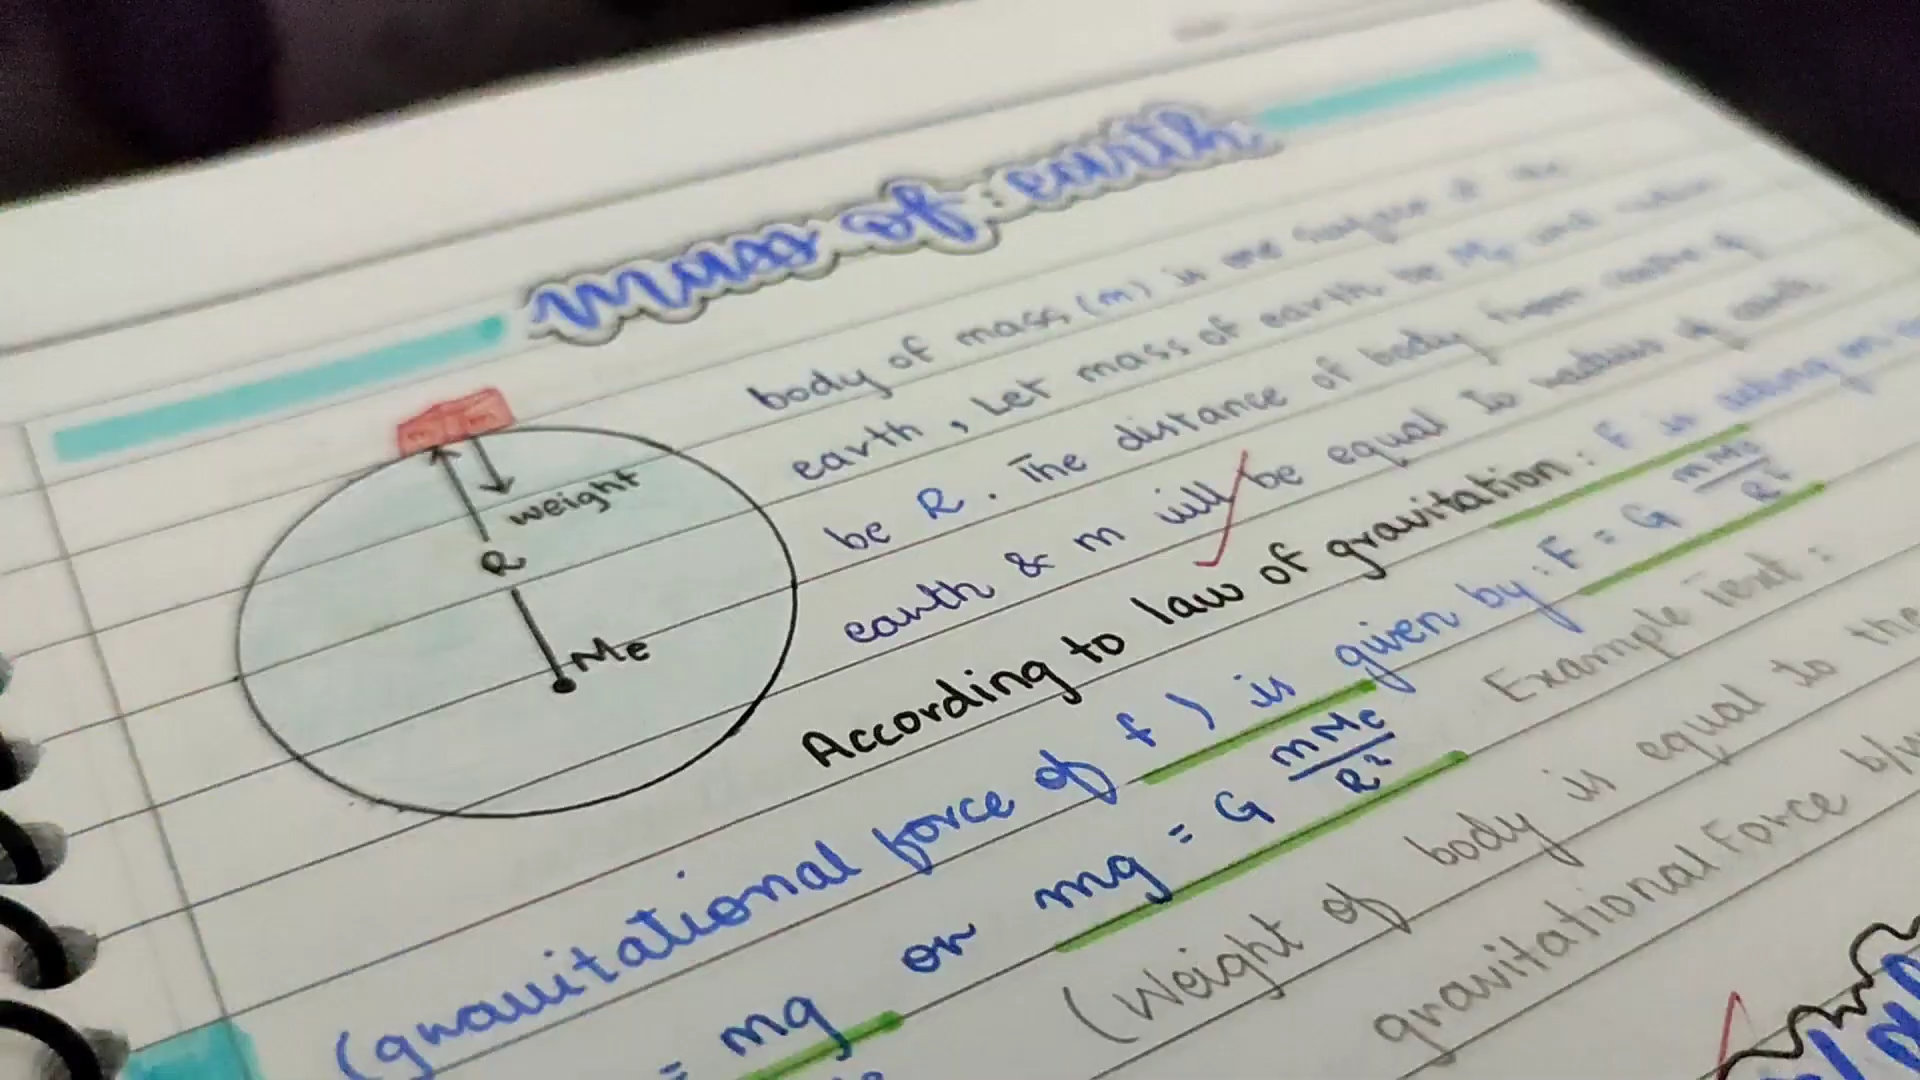 mass of earth
body of mass (m) is one surface of the
earth, Let mass of earth be Me and radius
be R. The distance of body from centre of
earth & m will be equal to radius of earth
According to law of gravitation: F is acting
(gravitational force of f) is given by: F = G mMe/R²
= mg or mg = G mMe/R² Example Text:
(Weight of body is equal to the
gravitational Force b/w
weight
R
Me